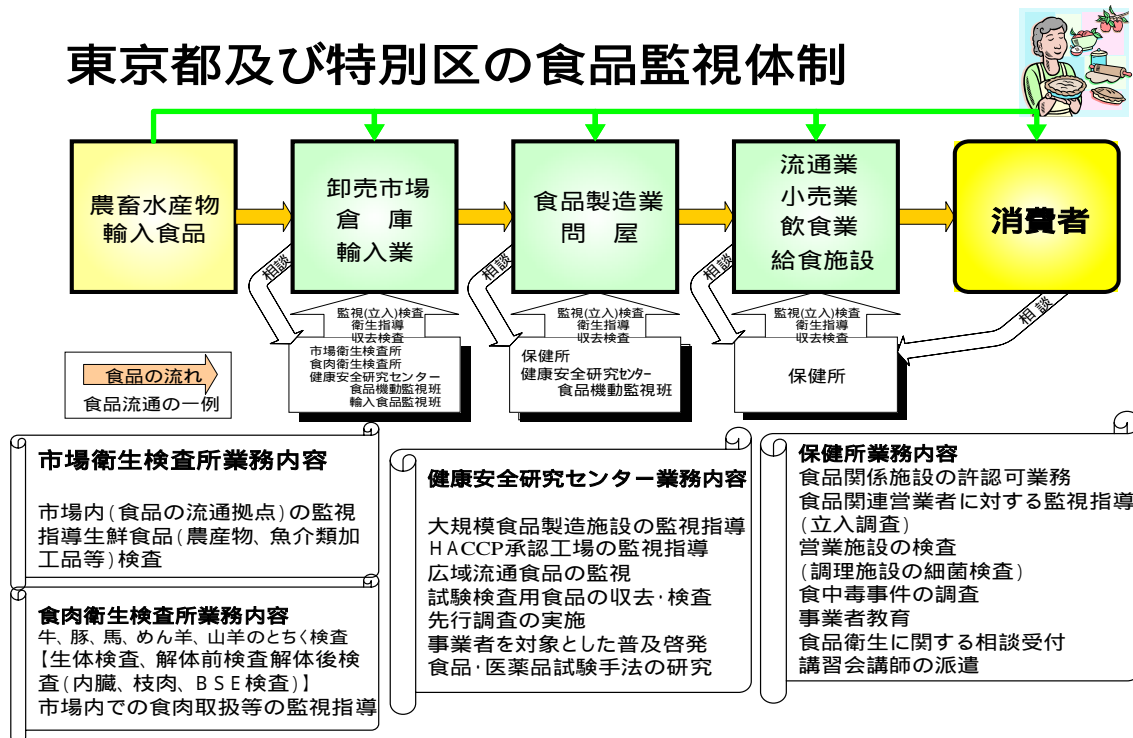 東京都及び特別区の食品監視体制
農畜水産物
輸入食品
卸売市場
倉　庫
輸入業
食品製造業
問　屋
流通業
小売業
飲食業
給食施設
消費者
相談
相談
相談
相談
監視(立入)検査
衛生指導
収去検査
監視(立入)検査
衛生指導
収去検査
監視(立入)検査
衛生指導
収去検査
市場衛生検査所
食肉衛生検査所
健康安全研究センター
食品機動監視班
輸入食品監視班
保健所
健康安全研究センター
食品機動監視班
保健所
食品の流れ
食品流通の一例
市場衛生検査所業務内容
市場内(食品の流通拠点)の監視
指導生鮮食品(農産物、魚介類加
工品等)検査
食肉衛生検査所業務内容
牛、豚、馬、めん羊、山羊のとちく検査
【生体検査、解体前検査解体後検
査(内臓、枝肉、BSE検査)】
市場内での食肉取扱等の監視指導
健康安全研究センター業務内容
大規模食品製造施設の監視指導
HACCP承認工場の監視指導
広域流通食品の監視
試験検査用食品の収去･検査
先行調査の実施
事業者を対象とした普及啓発
食品･医薬品試験手法の研究
保健所業務内容
食品関係施設の許認可業務
食品関連営業者に対する監視指導
(立入調査)
営業施設の検査
(調理施設の細菌検査)
食中毒事件の調査
事業者教育
食品衛生に関する相談受付
講習会講師の派遣